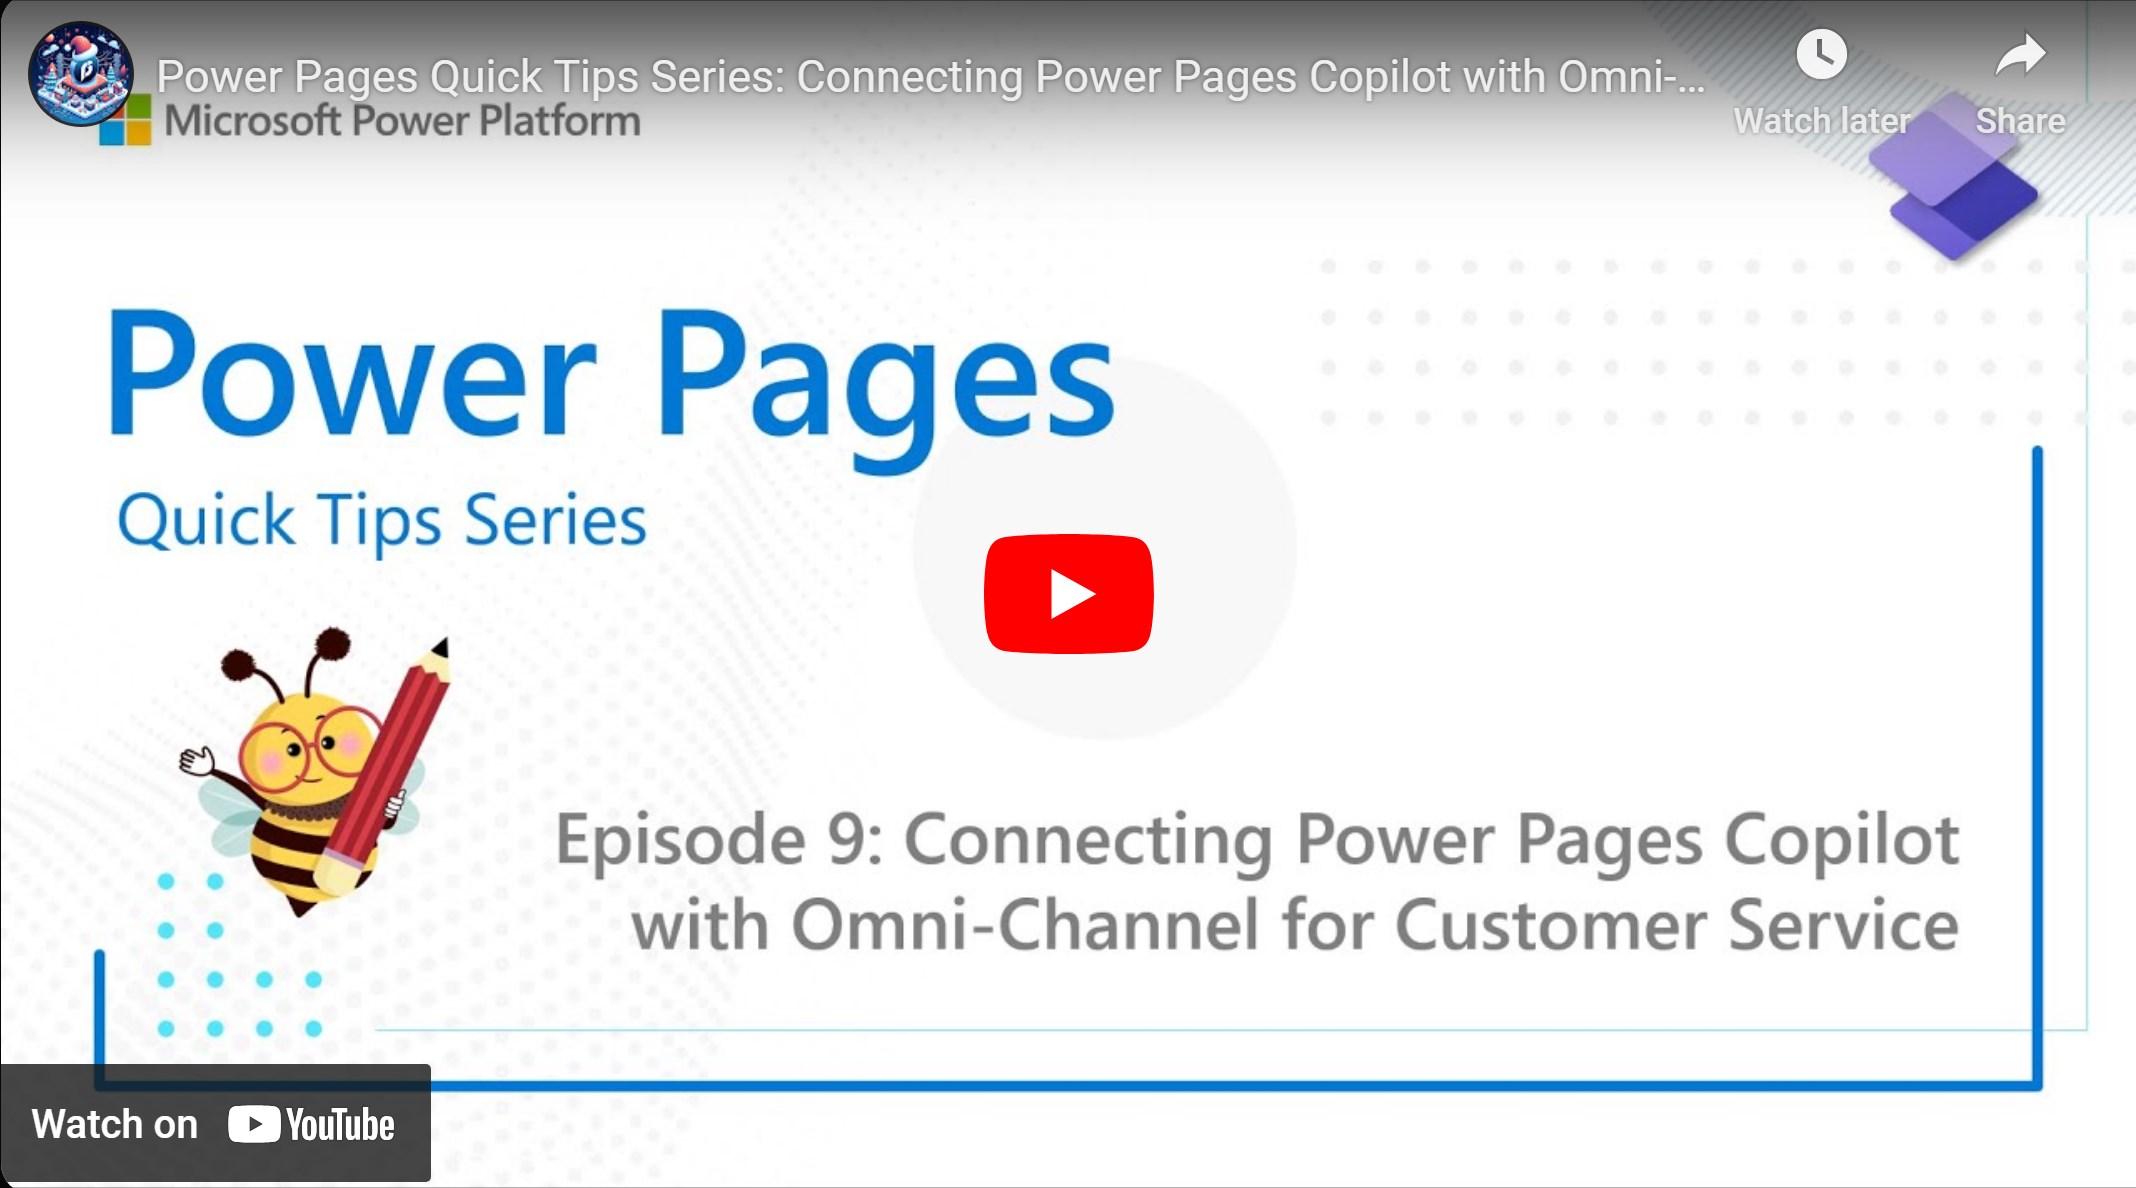 Power Pages Quick Tips Series: Connecting Power Pages Copilot with Omni-...
Watch later
Share
Microsoft Power Platform
Power Pages
Quick Tips Series
Episode 9: Connecting Power Pages Copilot
with Omni-Channel for Customer Service
Watch on YouTube